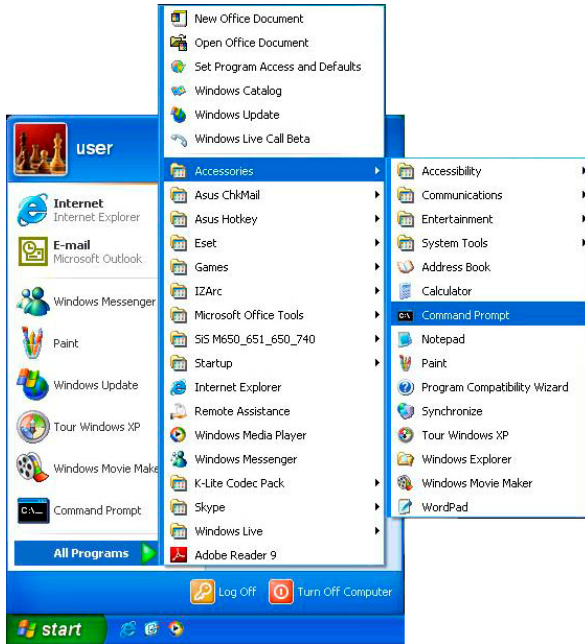 New Office Document
Open Office Document
Set Program Access and Defaults
Windows Catalog
Windows Update
Windows Live Call Beta
user
Internet
Internet Explorer
E-mail
Microsoft Outlook
Windows Messenger
Paint
Windows Update
Tour Windows XP
Windows Movie Make
Command Prompt
All Programs
Accessories
Asus ChkMail
Asus Hotkey
Eset
Games
IZArc
Microsoft Office Tools
SiS M650_651_650_740
Startup
Internet Explorer
Remote Assistance
Windows Media Player
Windows Messenger
K-Lite Codec Pack
Skype
Windows Live
Adobe Reader 9
Accessibility
Communications
Entertainment
System Tools
Address Book
Calculator
Command Prompt
Notepad
Paint
Program Compatibility Wizard
Synchronize
Tour Windows XP
Windows Explorer
Windows Movie Maker
WordPad
Log Off
Turn Off Computer
start